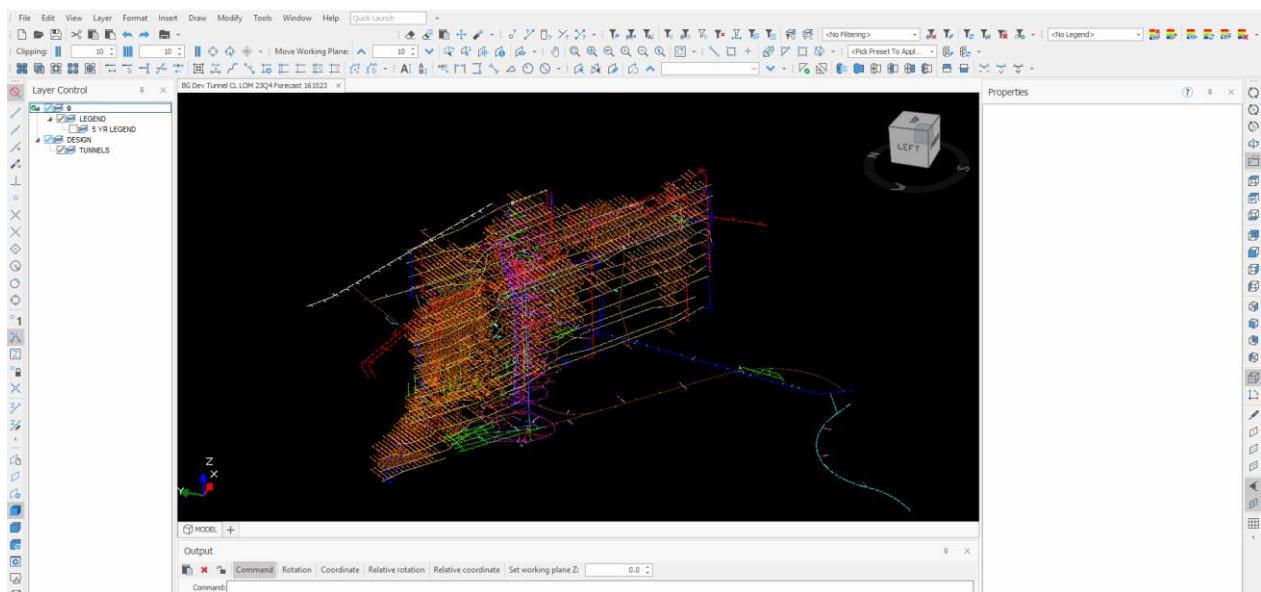 File Edit View Layer Format Insert Draw Modify Tools Window Help Quick Launch
<No Filtering> <No Legend>
Clipping: 10 10 Move Working Plane: 10 <Pick Preset To Appl...
Layer Control
0
LEGEND
5 YR LEGEND
DESIGN
TUNNELS
BG Dev Tunnel CL LOM 23Q4 Forecast 161023
Properties
LEFT
S
Z
X
Y
MODEL
Output
Command Rotation Coordinate Relative rotation Relative coordinate Set working plane Z: 0.0
Command: